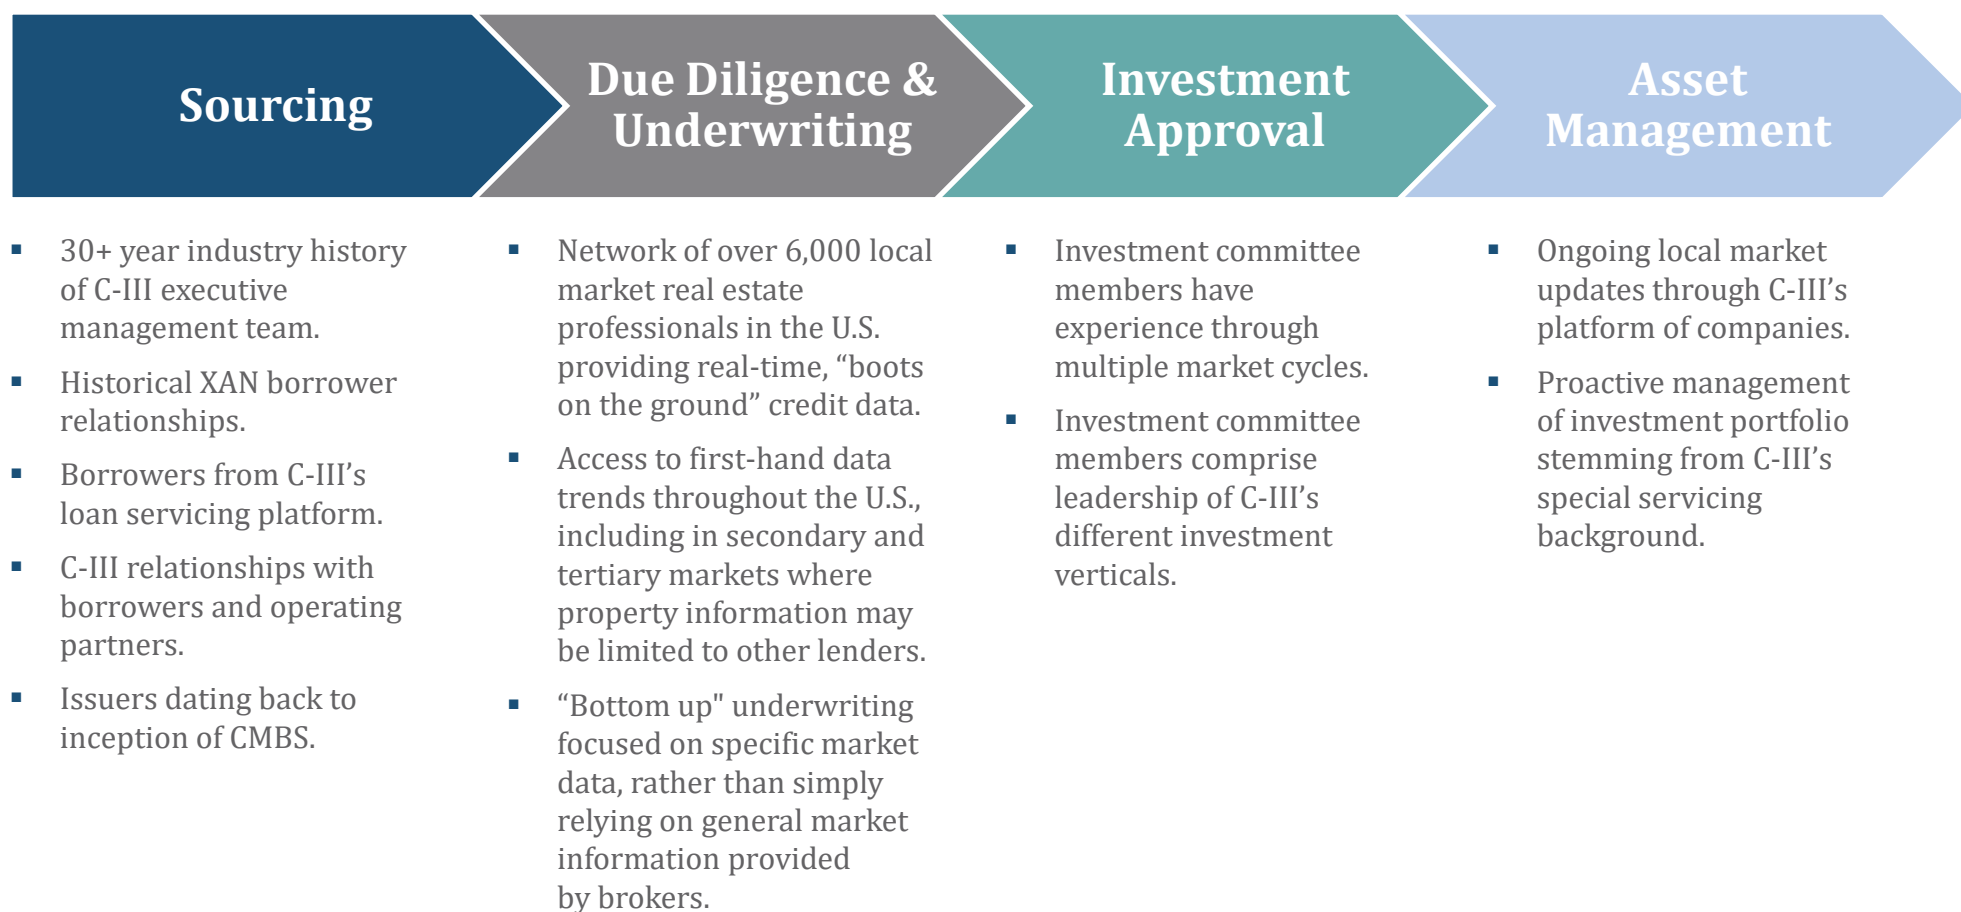 Sourcing
Due Diligence &
Underwriting
Investment
Approval
Asset
Management
▪ 30+ year industry history
of C-III executive
management team.
▪ Historical XAN borrower
relationships.
▪ Borrowers from C-III’s
loan servicing platform.
▪ C-III relationships with
borrowers and operating
partners.
▪ Issuers dating back to
inception of CMBS.
▪ Network of over 6,000 local
market real estate
professionals in the U.S.
providing real-time, “boots
on the ground” credit data.
▪ Access to first-hand data
trends throughout the U.S.,
including in secondary and
tertiary markets where
property information may
be limited to other lenders.
▪ “Bottom up" underwriting
focused on specific market
data, rather than simply
relying on general market
information provided
by brokers.
▪ Investment committee
members have
experience through
multiple market cycles.
▪ Investment committee
members comprise
leadership of C-III’s
different investment
verticals.
▪ Ongoing local market
updates through C-III’s
platform of companies.
▪ Proactive management
of investment portfolio
stemming from C-III’s
special servicing
background.